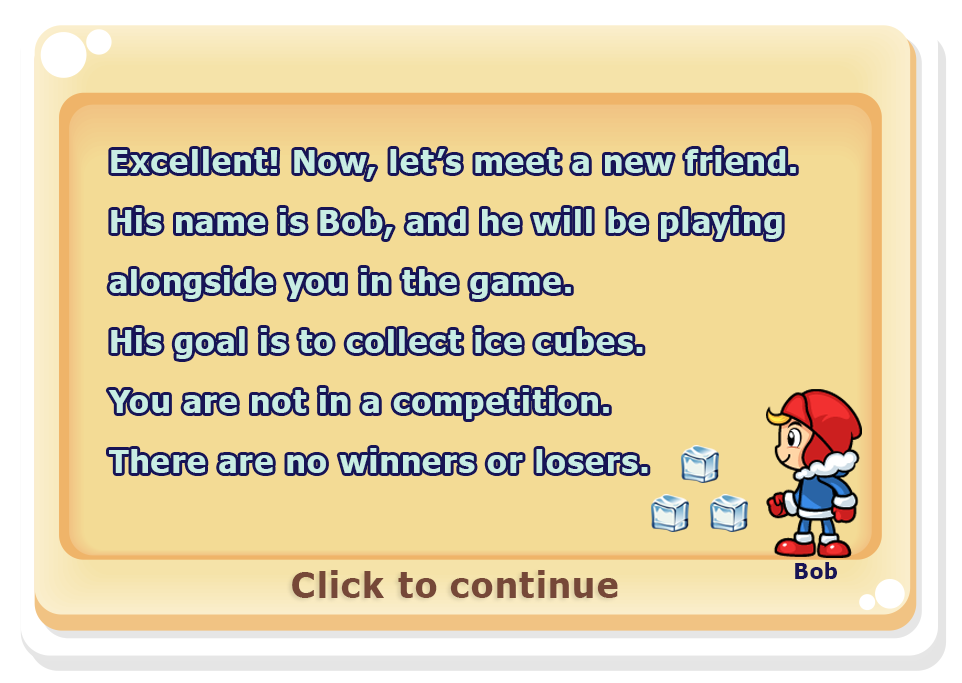 Excellent! Now, let's meet a new friend.
His name is Bob, and he will be playing
alongside you in the game.
His goal is to collect ice cubes.
You are not in a competition.
There are no winners or losers.
Bob
Click to continue